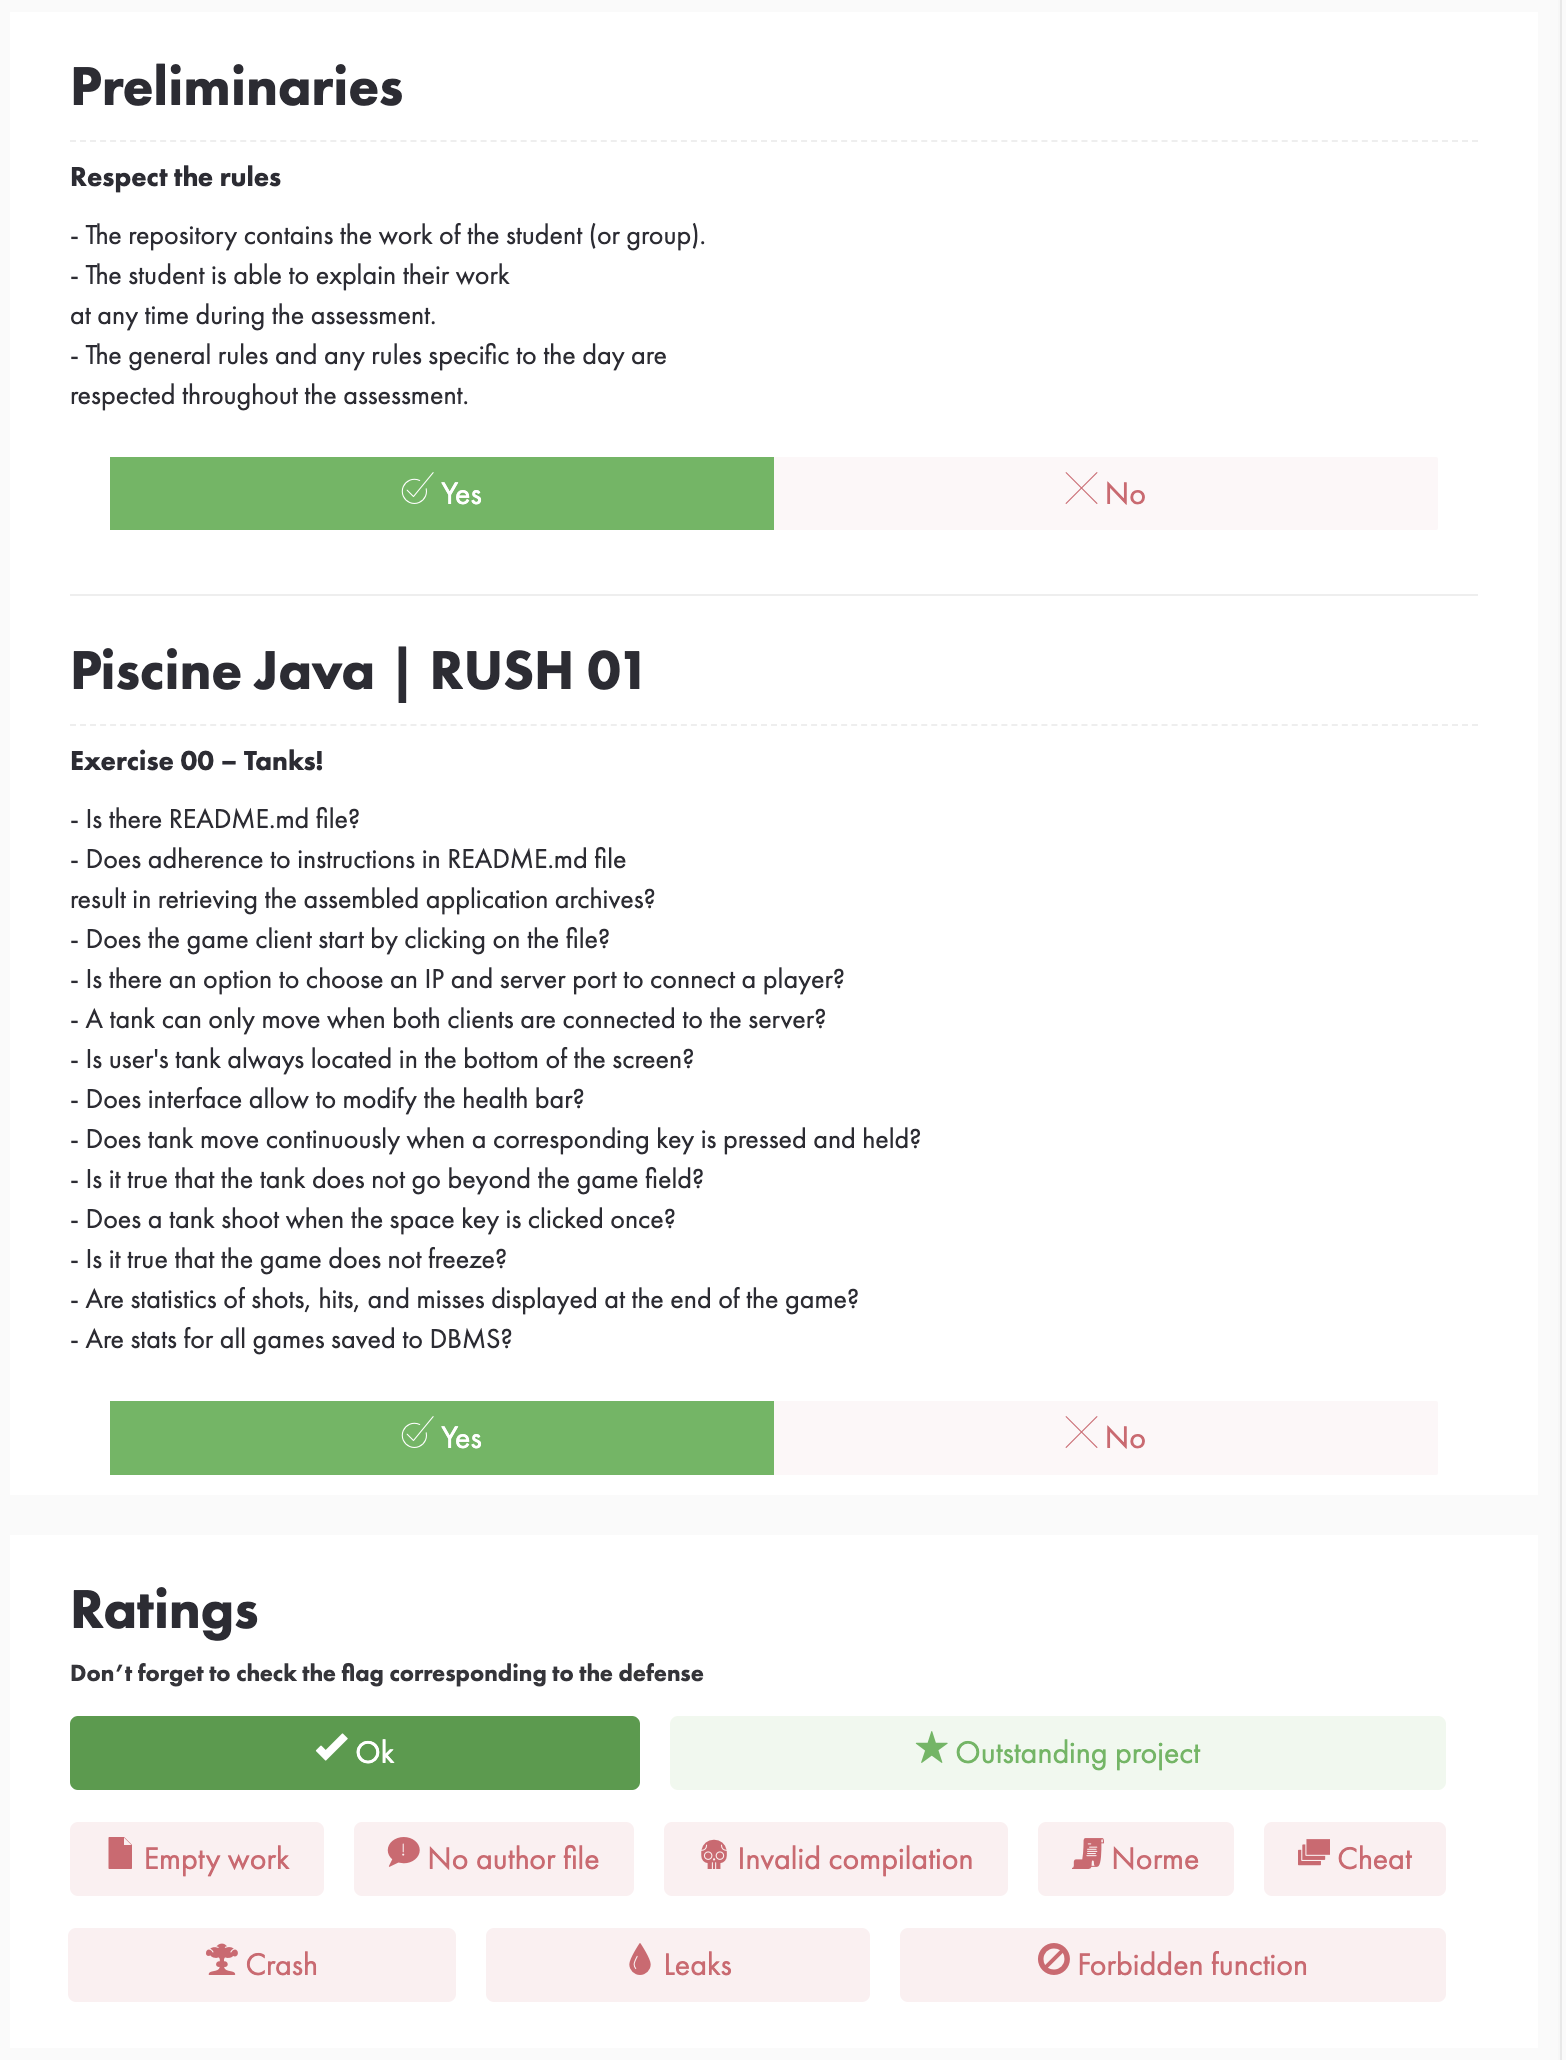 Preliminaries
Respect the rules
- The repository contains the work of the student (or group).
- The student is able to explain their work
at any time during the assessment.
- The general rules and any rules specific to the day are
respected throughout the assessment.
Yes
No
Piscine Java | RUSH 01
Exercise 00 – Tanks!
- Is there README.md file?
- Does adherence to instructions in README.md file
result in retrieving the assembled application archives?
- Does the game client start by clicking on the file?
- Is there an option to choose an IP and server port to connect a player?
- A tank can only move when both clients are connected to the server?
- Is user's tank always located in the bottom of the screen?
- Does interface allow to modify the health bar?
- Does tank move continuously when a corresponding key is pressed and held?
- Is it true that the tank does not go beyond the game field?
- Does a tank shoot when the space key is clicked once?
- Is it true that the game does not freeze?
- Are statistics of shots, hits, and misses displayed at the end of the game?
- Are stats for all games saved to DBMS?
Yes
No
Ratings
Don’t forget to check the flag corresponding to the defense
Ok
Outstanding project
Empty work
No author file
Invalid compilation
Norme
Cheat
Crash
Leaks
Forbidden function